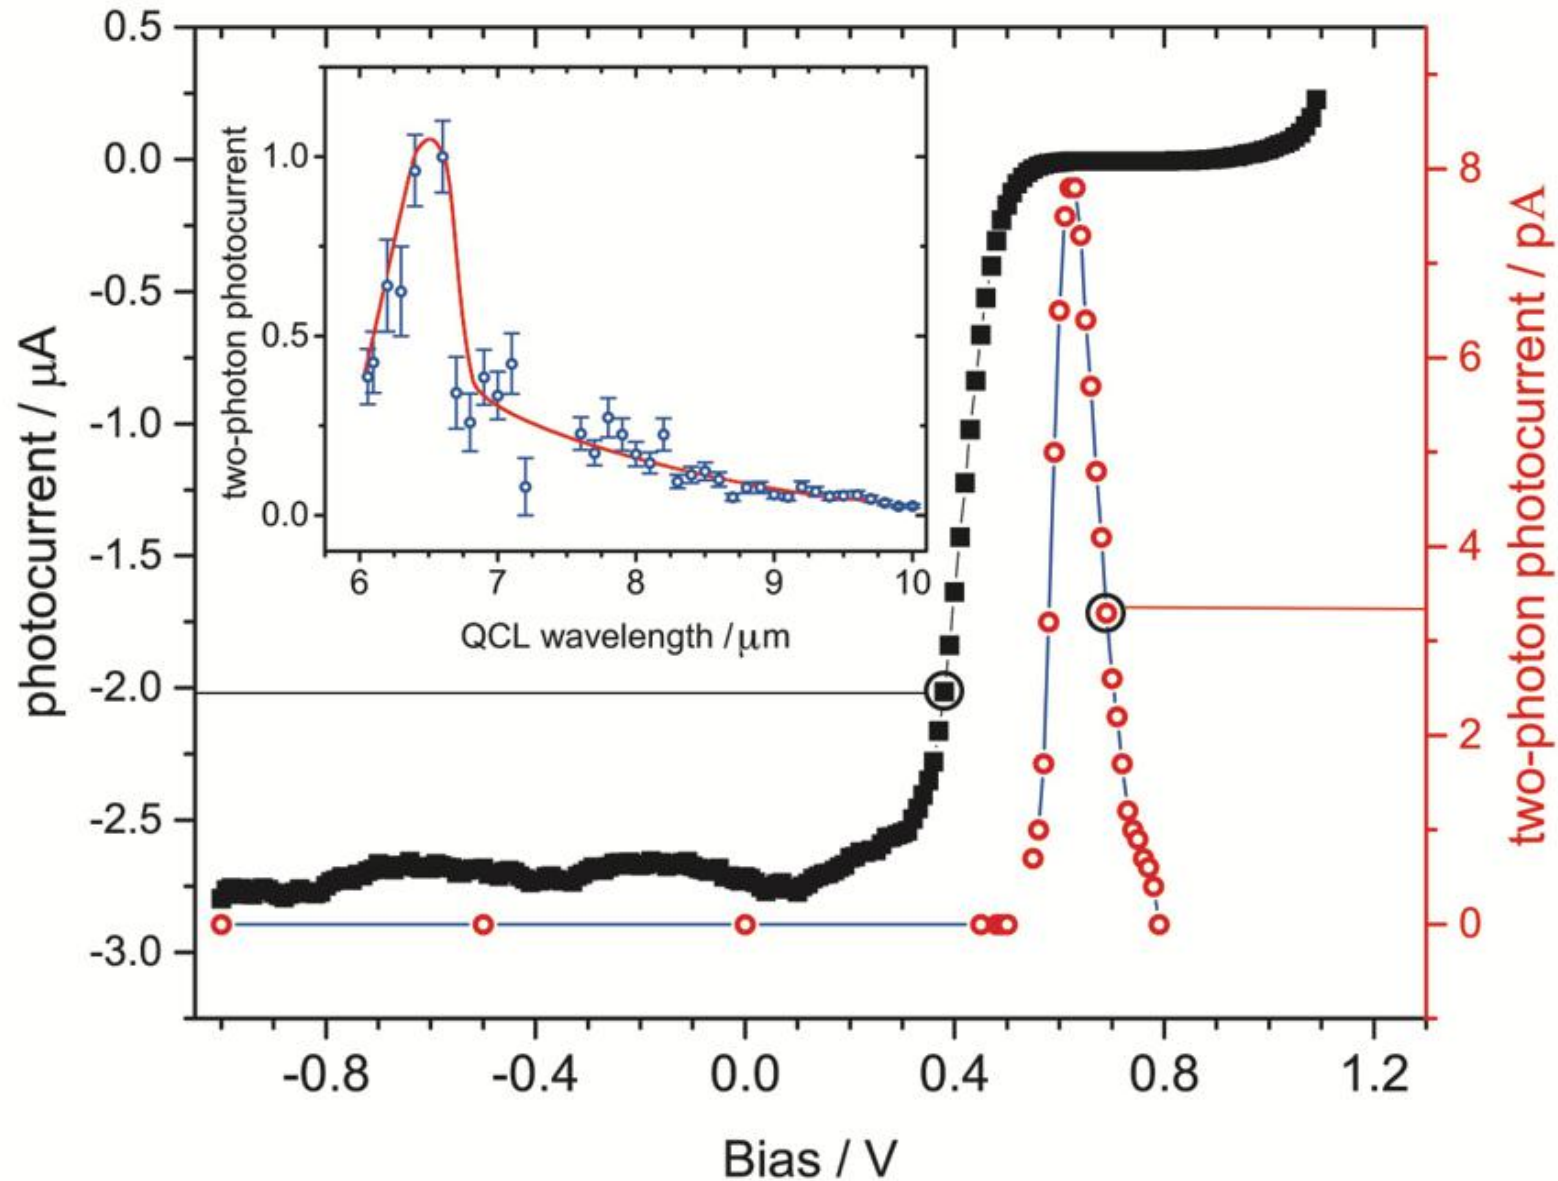 photocurrent / μA
0.5
0.0
-0.5
-1.0
-1.5
-2.0
-2.5
-3.0
two-photon photocurrent
1.0
0.5
0.0
6 7 8 9 10
QCL wavelength / μm
8
6
4
2
0
two-photon photocurrent / pA
-0.8 -0.4 0.0 0.4 0.8 1.2
Bias / V